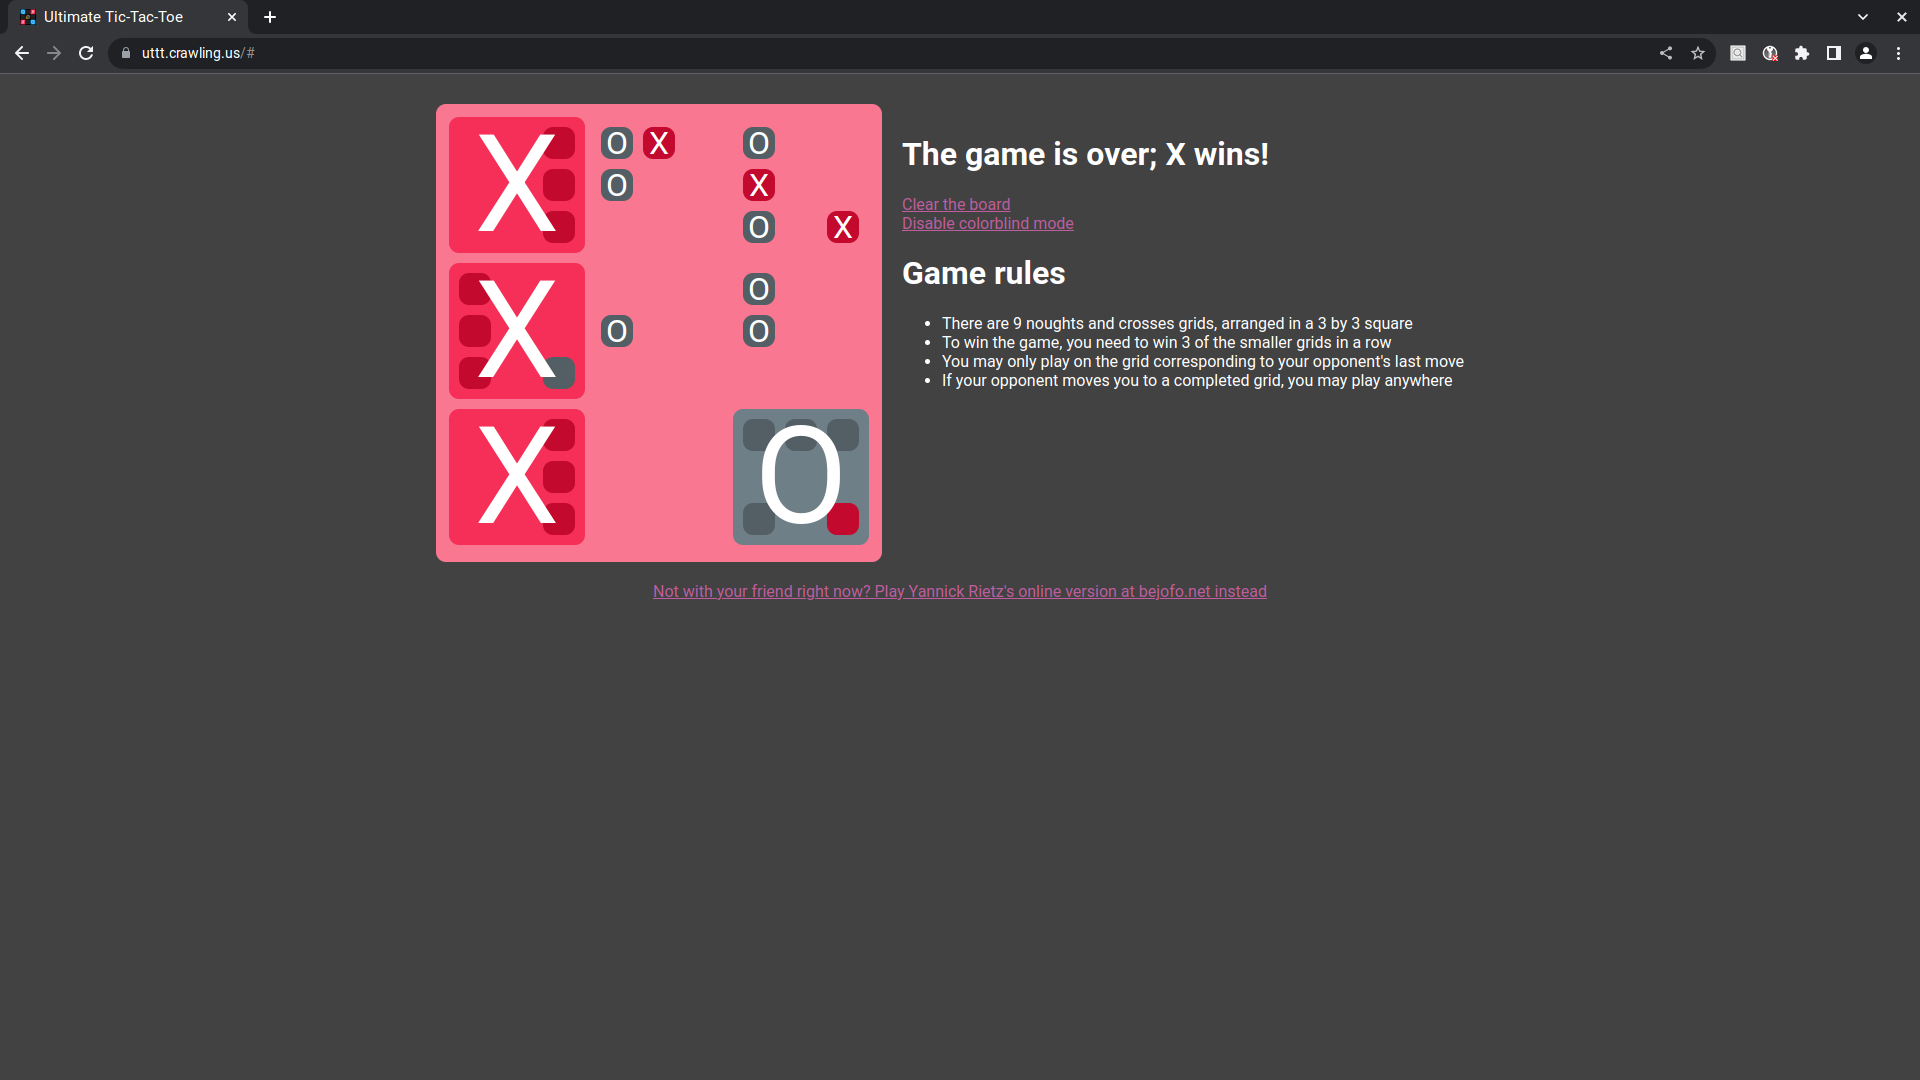 Ultimate Tic-Tac-Toe
uttt.crawling.us/#
X
O X
O
O
X
O X
X
O
O
O
X
O
The game is over; X wins!
Clear the board
Disable colorblind mode
Game rules
• There are 9 noughts and crosses grids, arranged in a 3 by 3 square
• To win the game, you need to win 3 of the smaller grids in a row
• You may only play on the grid corresponding to your opponent's last move
• If your opponent moves you to a completed grid, you may play anywhere
Not with your friend right now? Play Yannick Rietz's online version at bejofo.net instead